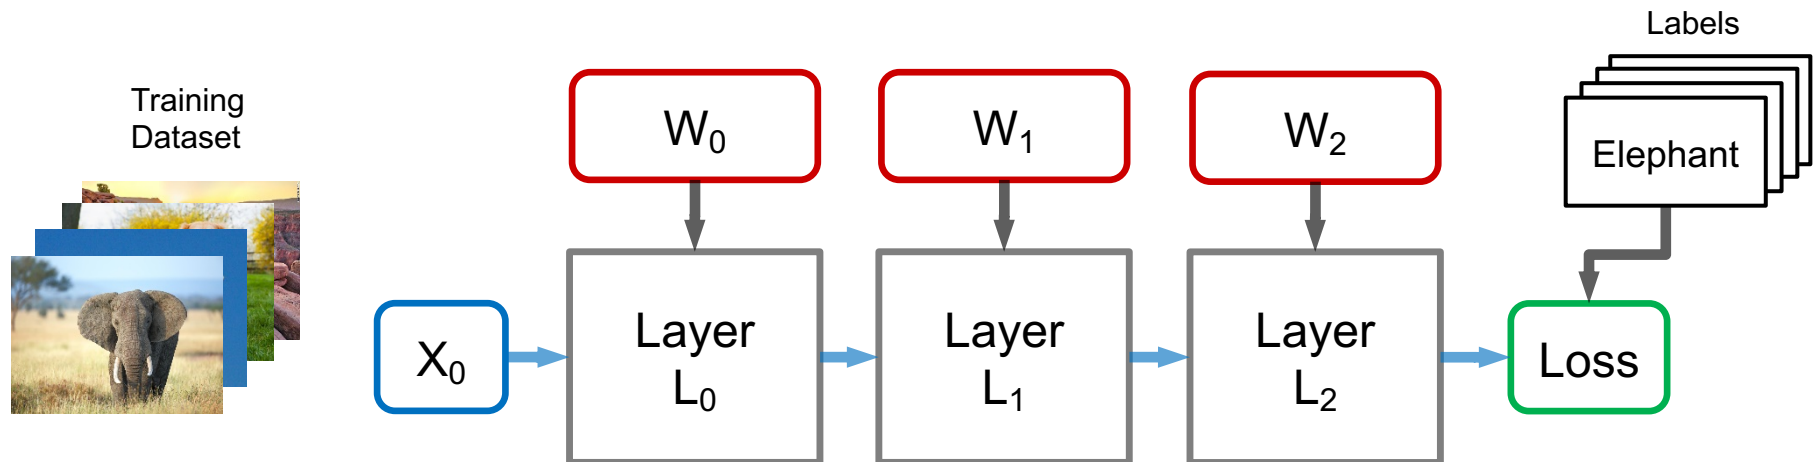 Training
Dataset
W₀
W₁
W₂
Labels
Elephant
X₀
Layer
L₀
Layer
L₁
Layer
L₂
Loss